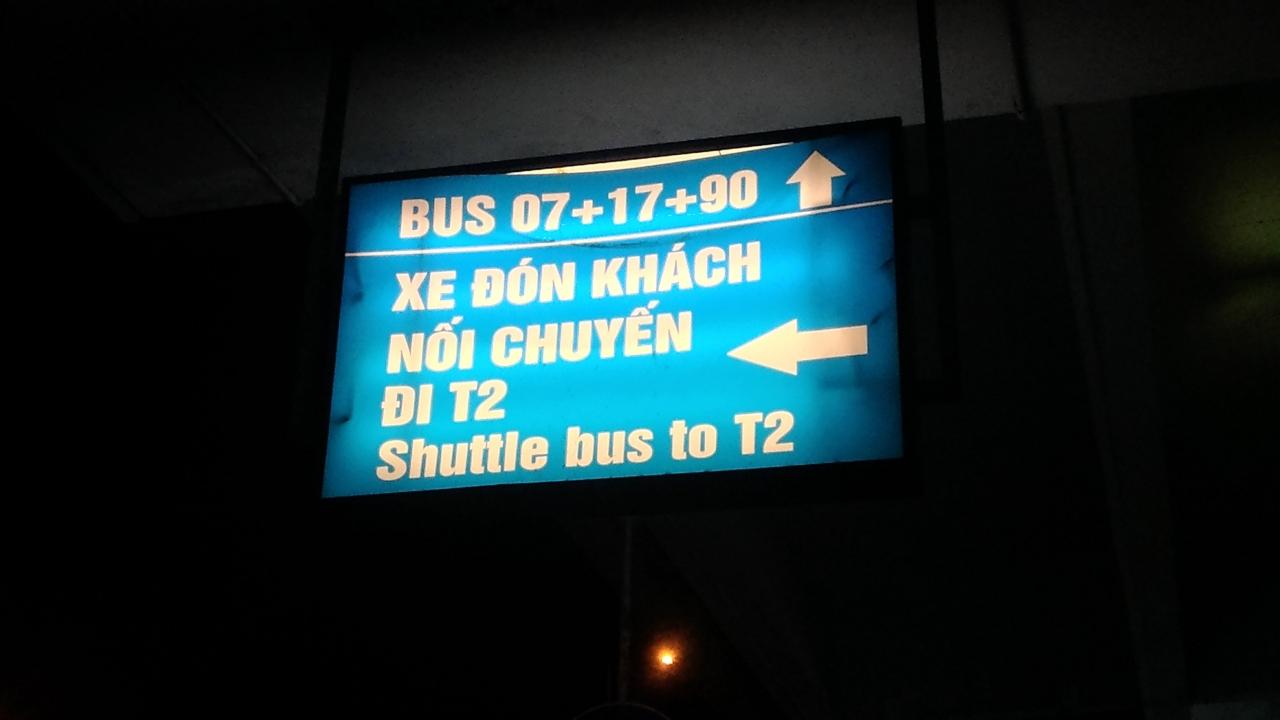 BUS 07+17+90
XE ĐÓN KHÁCH
NỐI CHUYẾN
ĐI T2
Shuttle bus to T2